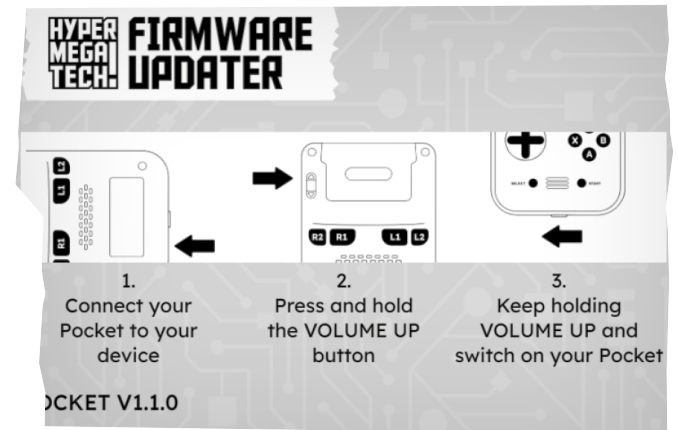 HYPER
MEGA
TECH!
FIRMWARE
UPDATER
L2
L1
R1
R2 R1 L1 L2
X B
A
SELECT START
1.
Connect your
Pocket to your
device
2.
Press and hold
the VOLUME UP
button
3.
Keep holding
VOLUME UP and
switch on your Pocket
OCKET V1.1.0